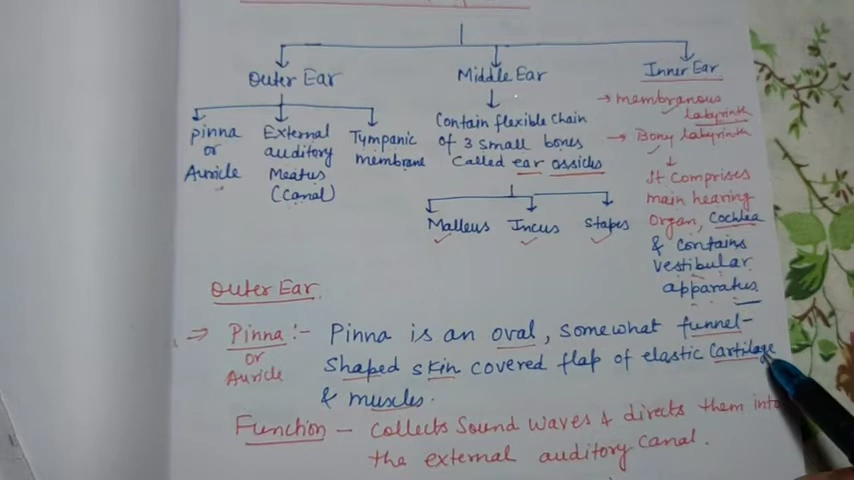 Outer Ear
Middle Ear
Inner Ear
Pinna
or
Auricle
External
auditory
Meatus
(Canal)
Tympanic
membrane
Contain flexible Chain
of 3 small bones
Called ear ossicles
Malleus
Incus
Stapes
→ membranous
labyrinth
→ Bony labyrinth
It Comprises
main hearing
organ, Cochlea
& contains
vestibular
apparatus
Outer Ear
⇒ Pinna :- Pinna is an oval, somewhat funnel-
or
Auricle
shaped skin covered flap of elastic Cartilage
& muscles.
Function - collects Sound waves & directs them into
the external auditory canal.